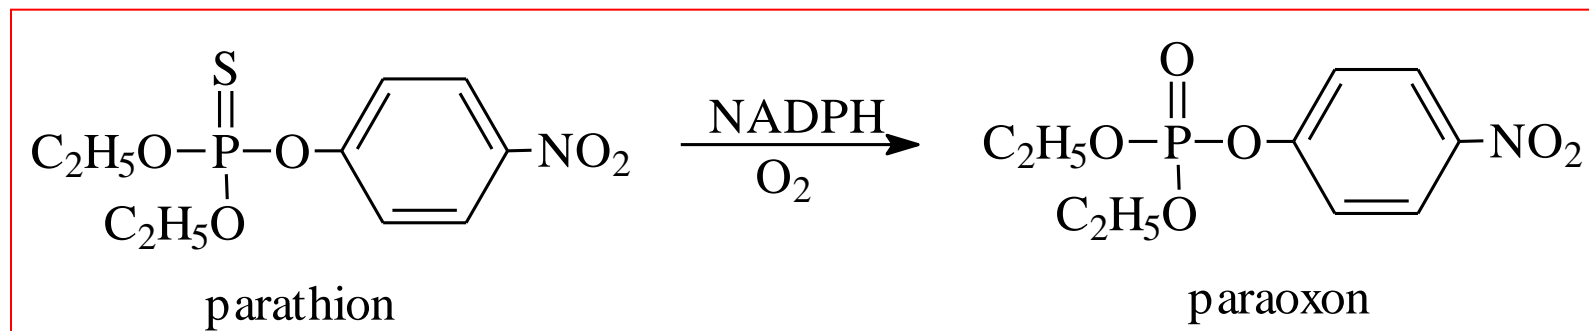 S
C₂H₅O P O NO₂
C₂H₅O
parathion
NADPH
O₂
O
C₂H₅O P O NO₂
C₂H₅O
paraoxon